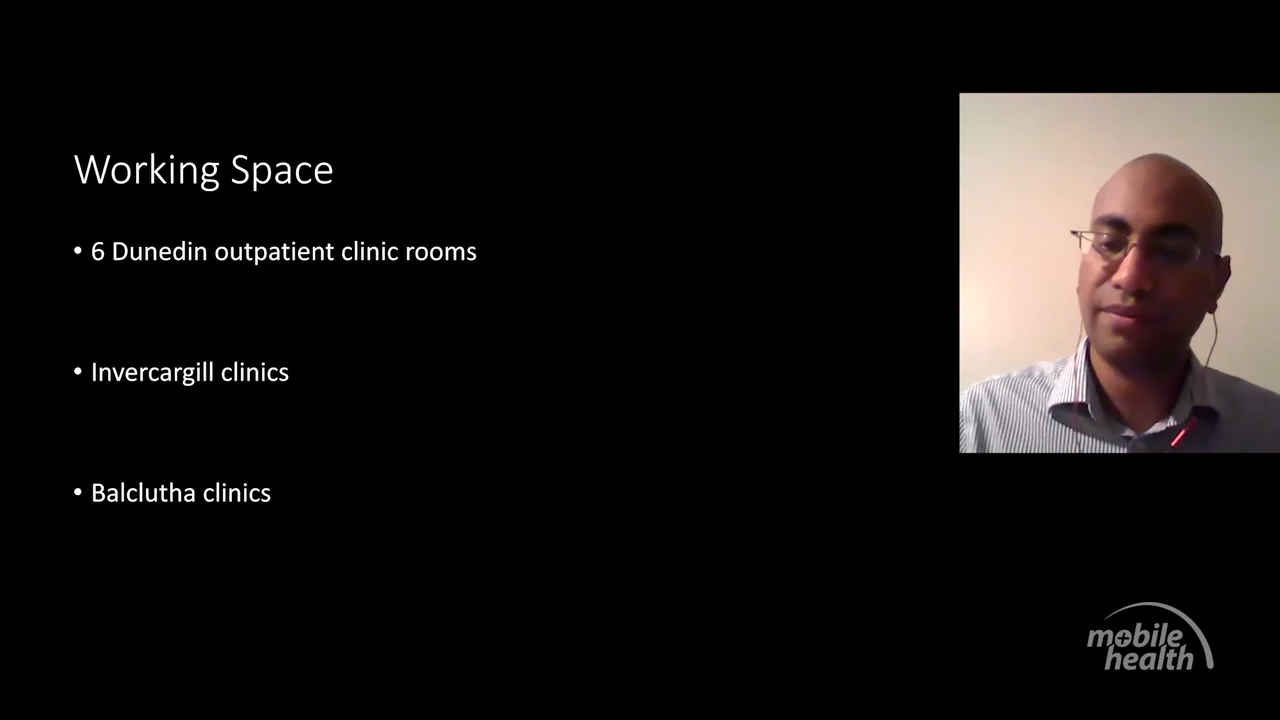 Working Space
• 6 Dunedin outpatient clinic rooms
• Invercargill clinics
• Balclutha clinics
mobile
health